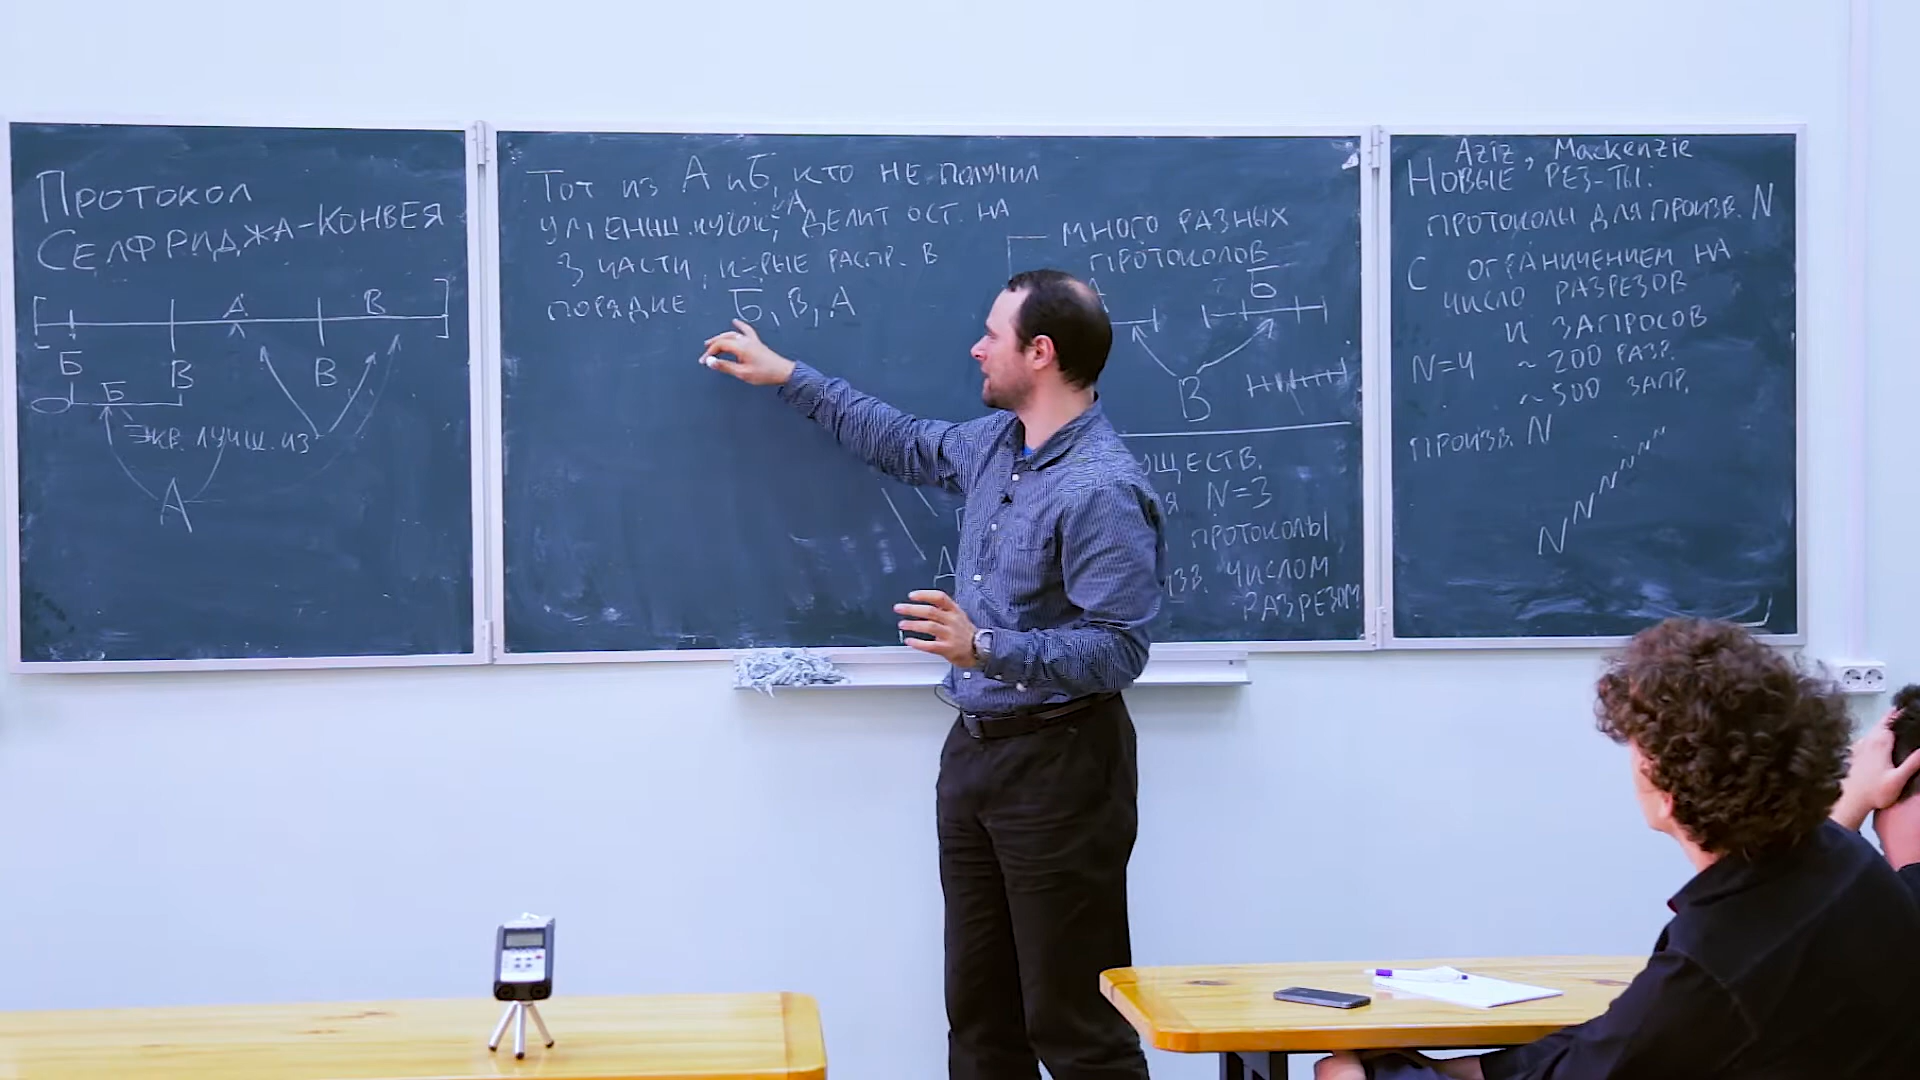 ПРОТОКОЛ
СЕЛФРИДЖА-КОНВЕЯ
А В
Б В В
Б
ЭКВ. ЛУЧШ. ИЗ
А
ТОТ ИЗ А И Б, КТО НЕ ПОЛУЧИЛ
УМЕНЬШ. КУСОК, ДЕЛИТ ОСТ. НА
3 ЧАСТИ, К-РЫЕ РАСПР. В
ПОРЯДКЕ Б, В, А
МНОГО РАЗНЫХ
ПРОТОКОЛОВ
Б
В
N=3
ПРОТОКОЛЫ,
ЧИСЛОМ
РАЗРЕЗОВ
Aziz, Mackenzie
НОВЫЕ РЕЗ-ТЫ:
ПРОТОКОЛЫ ДЛЯ ПРОИЗВ. N
С ОГРАНИЧЕНИЕМ НА
ЧИСЛО РАЗРЕЗОВ
И ЗАПРОСОВ
N=4 ~ 200 РАЗР.
~ 500 ЗАПР.
ПРОИЗВ. N
N N N N N N